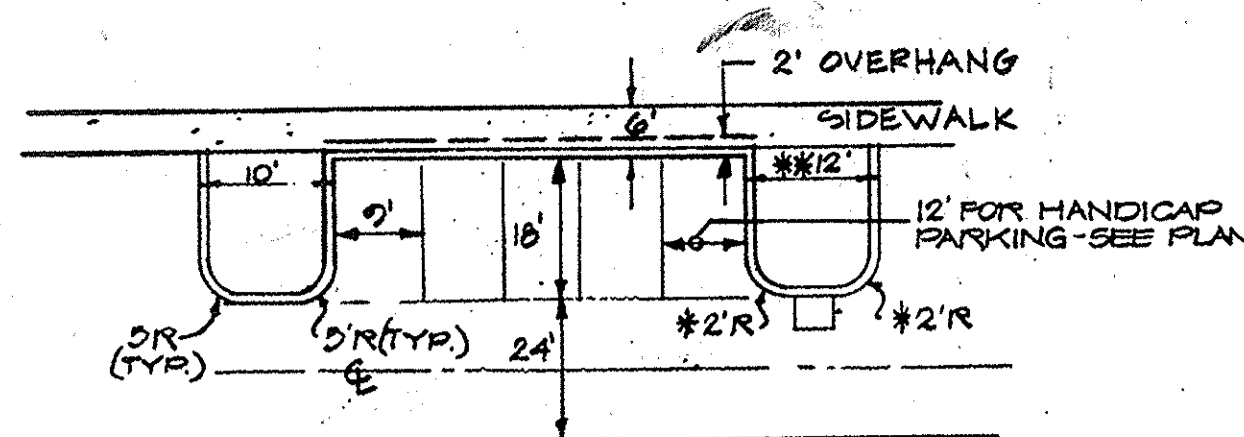 2' OVERHANG
6'
SIDEWALK
10'
**12'
9'
18'
12' FOR HANDICAP
PARKING-SEE PLAN
5R
(TYP.)
5'R(TYP.)
℄
24'
*2'R
*2'R